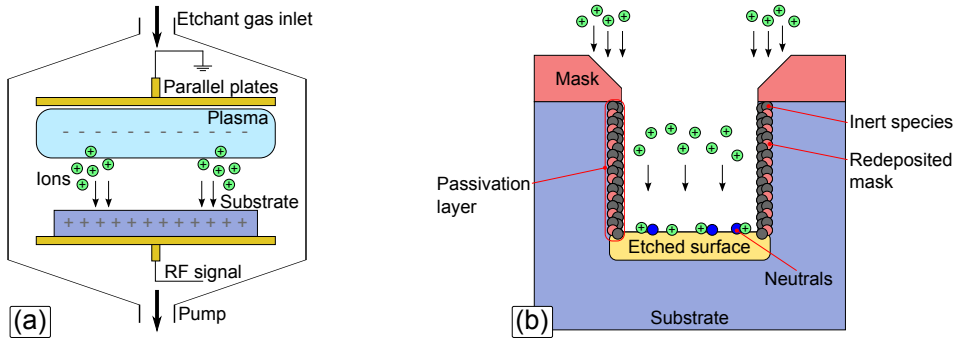 Etchant gas inlet
Parallel plates
Plasma
- - - - - - - - - -
Ions
Substrate
+ + + + + + + + + + +
RF signal
Pump
(a)
Mask
Inert species
Redeposited
mask
Passivation
layer
Etched surface
Neutrals
Substrate
(b)